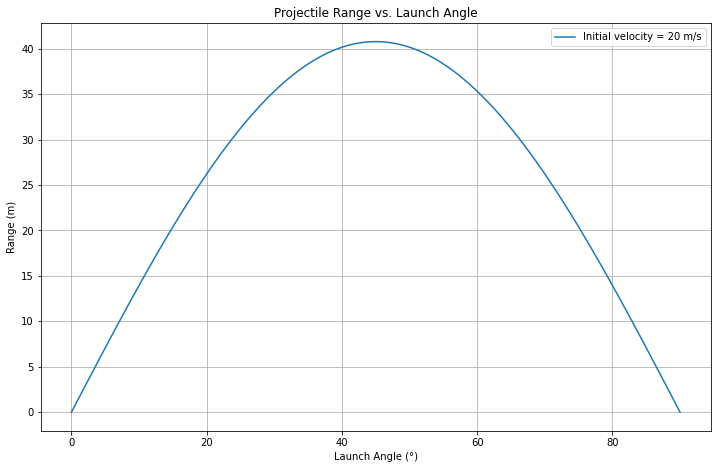 Projectile Range vs. Launch Angle
Initial velocity = 20 m/s
40
35
30
25
20
15
10
5
0
Range (m)
0 20 40 60 80
Launch Angle (°)